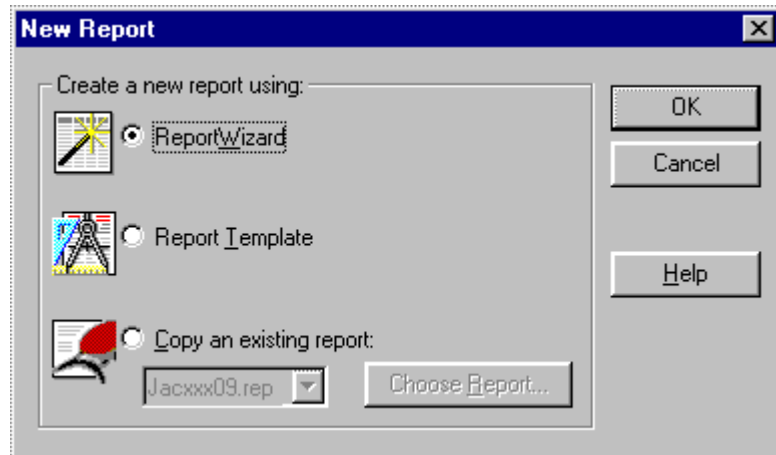 New Report
Create a new report using:
ReportWizard
Report Template
Copy an existing report:
Jacxxx09.rep
Choose Report...
OK
Cancel
Help